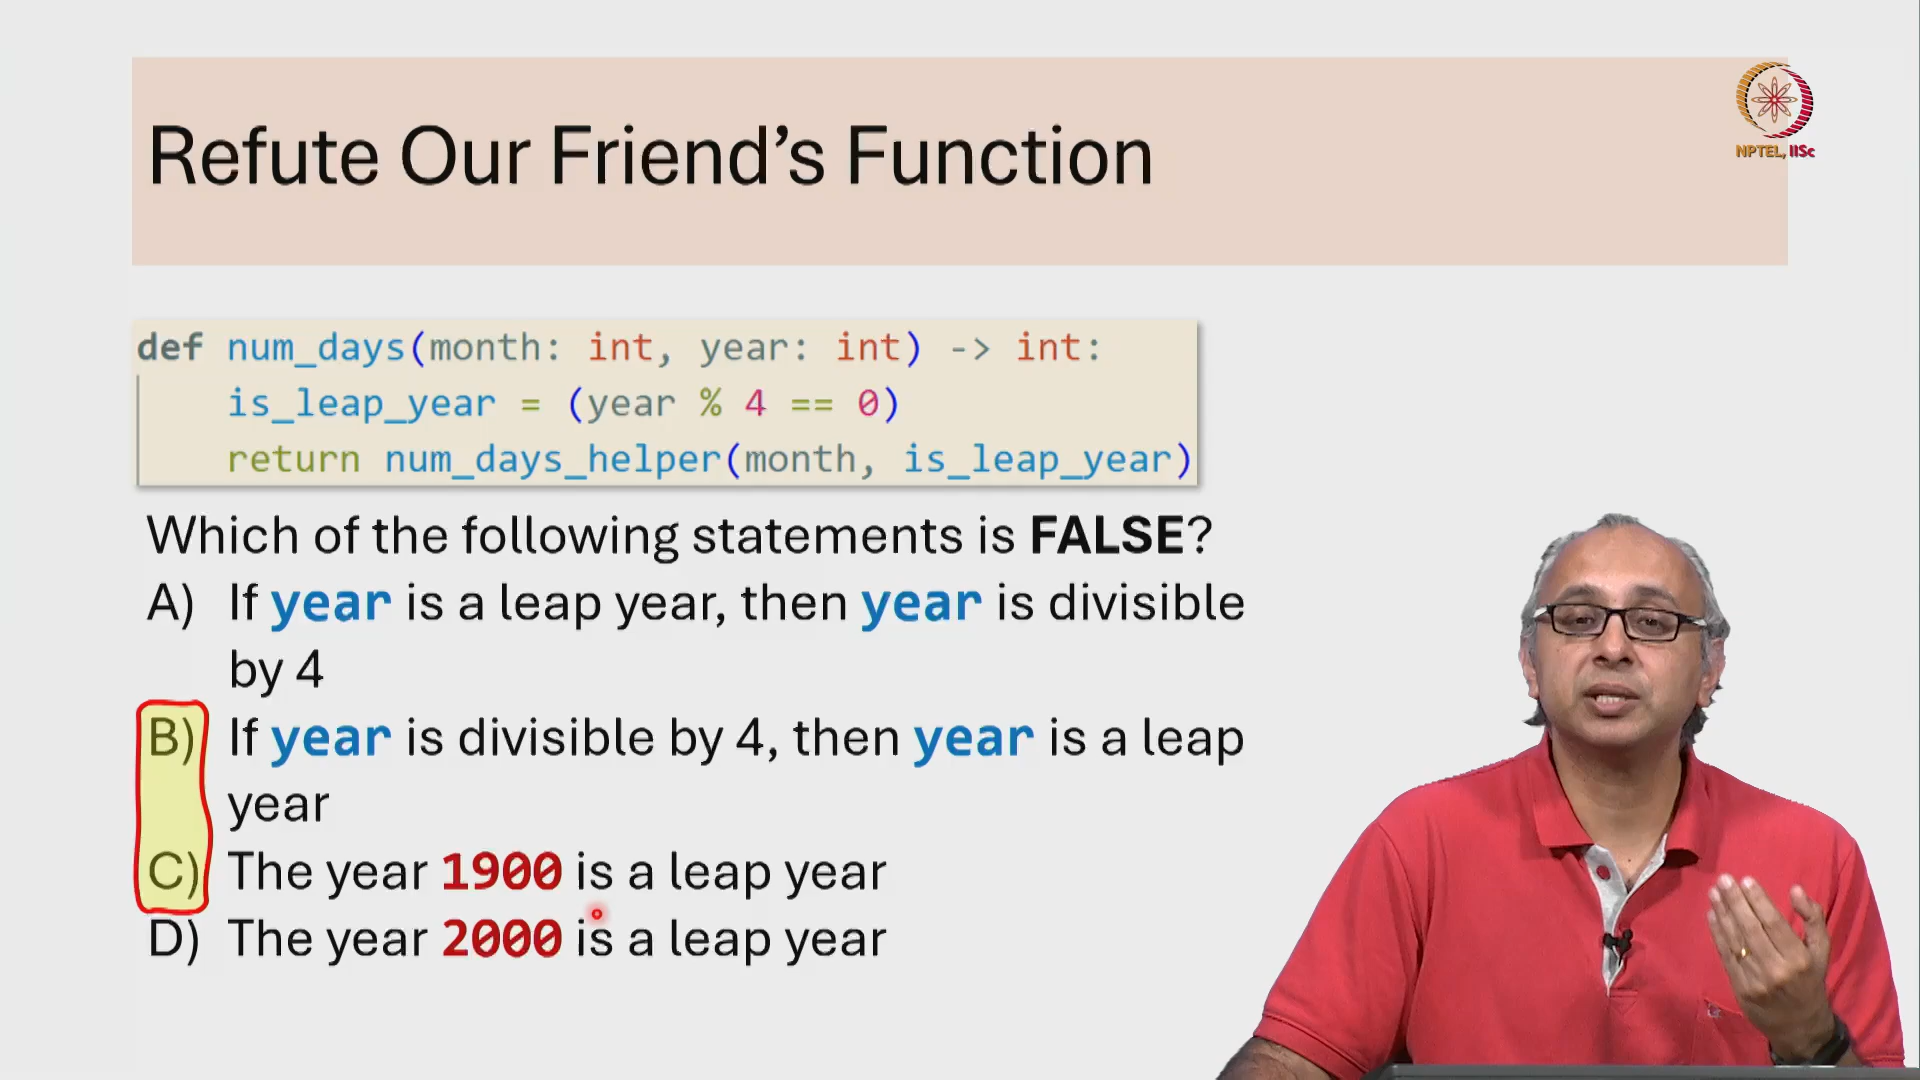 Refute Our Friend's Function
NPTEL, IISc
def num_days(month: int, year: int) -> int:
is_leap_year = (year % 4 == 0)
return num_days_helper(month, is_leap_year)
Which of the following statements is FALSE?
A) If year is a leap year, then year is divisible
by 4
B) If year is divisible by 4, then year is a leap
year
C) The year 1900 is a leap year
D) The year 2000 is a leap year